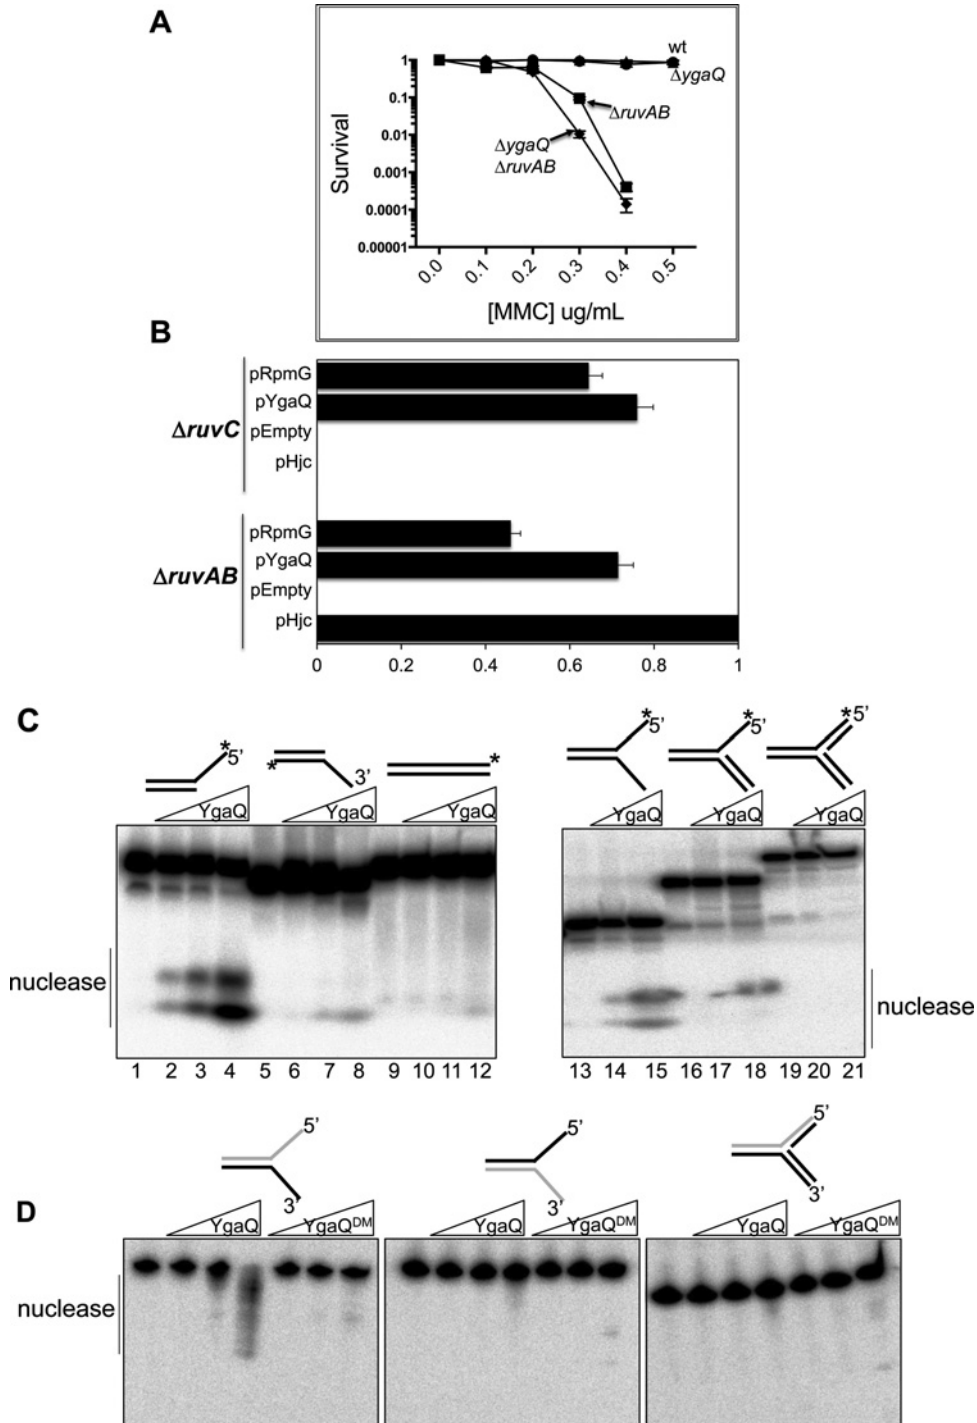 A
Survival
1
0.1
0.01
0.001
0.0001
0.00001
wt
ΔygaQ
ΔruvAB
ΔygaQ
ΔruvAB
0.0
0.1
0.2
0.3
0.4
0.5
[MMC] ug/mL
B
ΔruvC
pRpmG
pYgaQ
pEmpty
pHjc
ΔruvAB
pRpmG
pYgaQ
pEmpty
pHjc
0 0.2 0.4 0.6 0.8 1
C
*5’ * 3’ * *5’ *5’ *5’
YgaQ YgaQ YgaQ YgaQ YgaQ YgaQ
nuclease
nuclease
1 2 3 4 5 6 7 8 9 10 11 12 13 14 15 16 17 18 19 20 21
5’ 5’ 5’
3’ 3’ 3’
D
YgaQ YgaQDM YgaQ YgaQDM YgaQ YgaQDM
nuclease